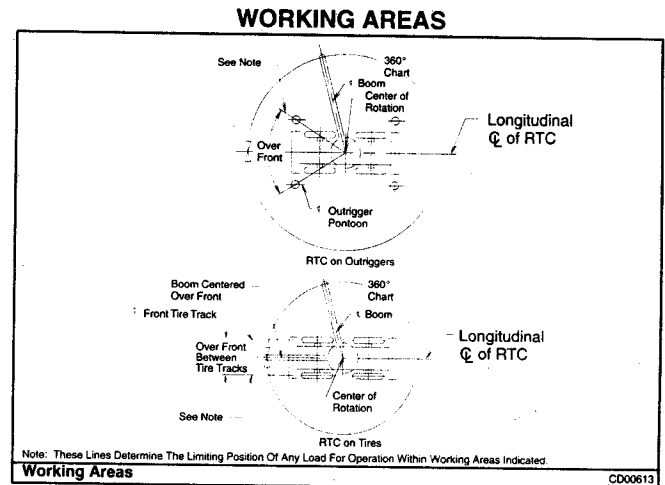 WORKING AREAS
See Note
360°
Chart
℄ Boom
Center of
Rotation
Over
Front
Longitudinal
℄ of RTC
℄ Outrigger
Pontoon
RTC on Outriggers
Boom Centered
Over Front
360°
Chart
℄ Front Tire Track
℄ Boom
Over Front
Between
Tire Tracks
Longitudinal
℄ of RTC
Center of
Rotation
See Note
RTC on Tires
Note: These Lines Determine The Limiting Position Of Any Load For Operation Within Working Areas Indicated.
Working Areas
CD00613